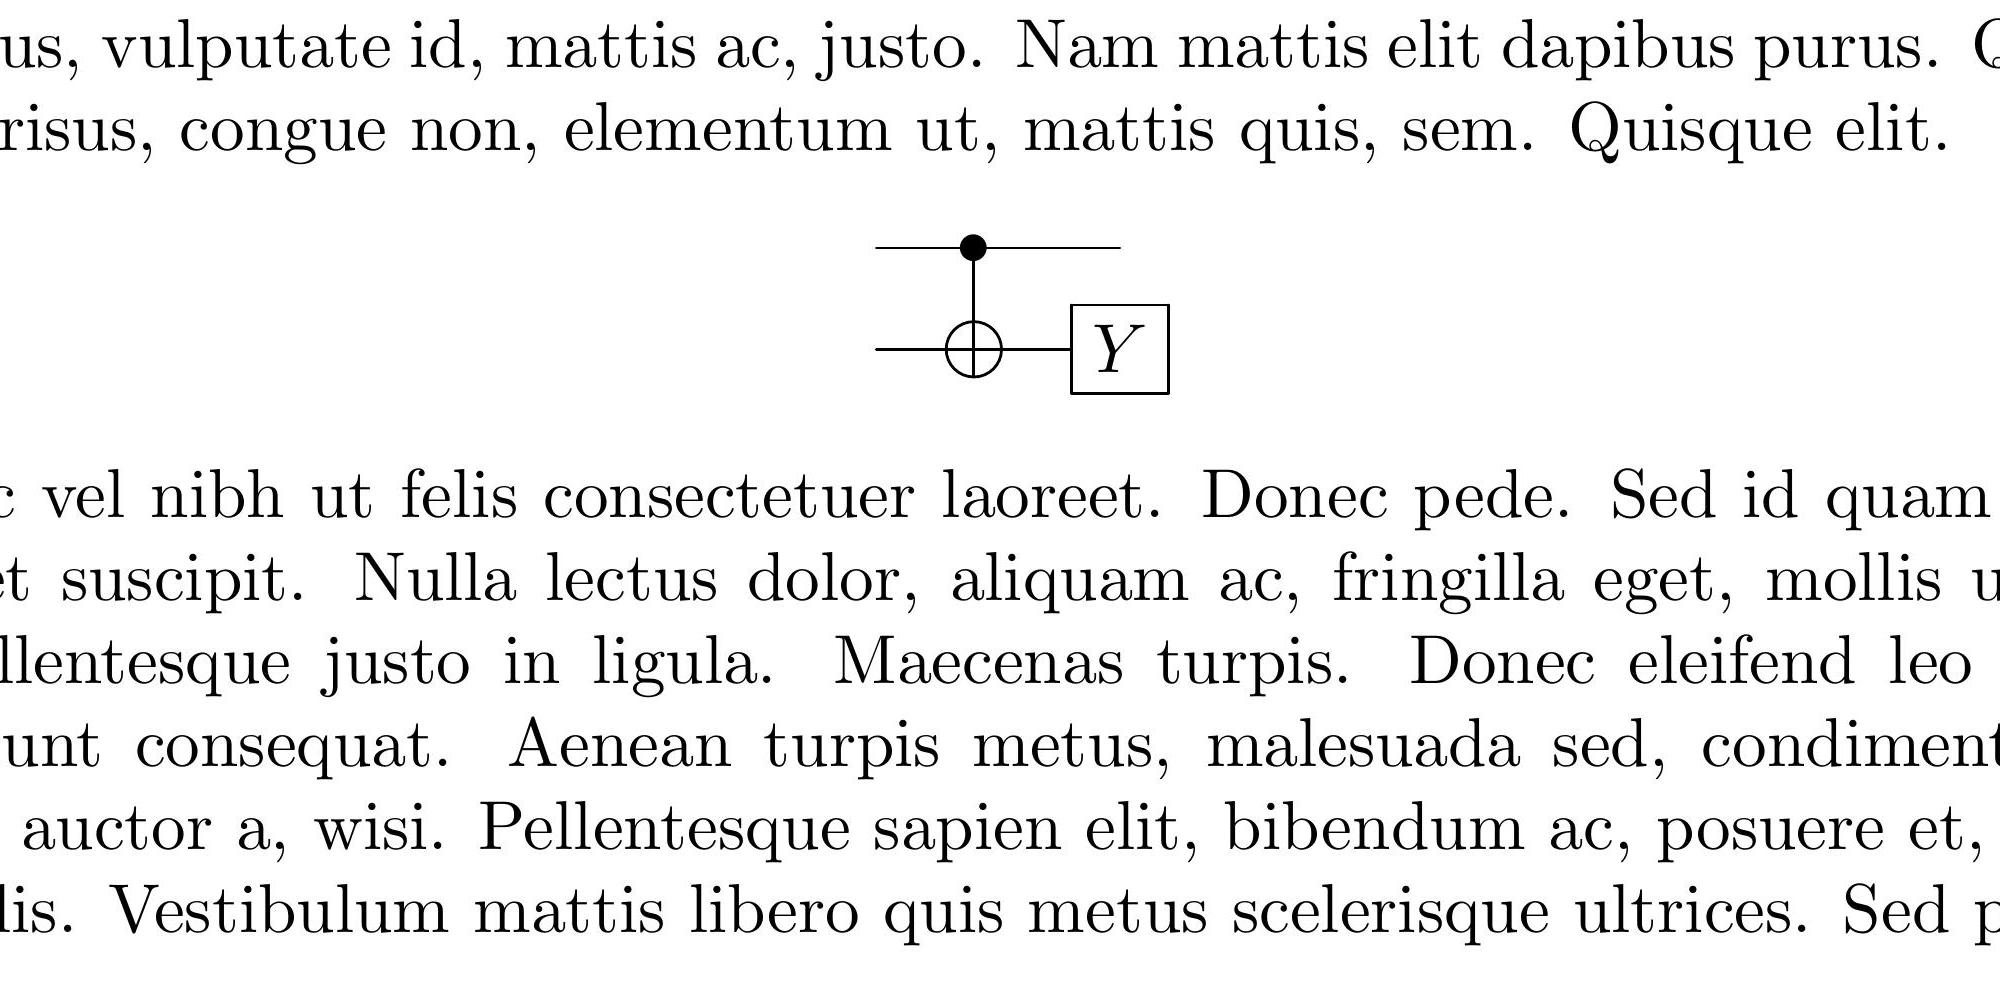 us, vulputate id, mattis ac, justo. Nam mattis elit dapibus purus. Q
risus, congue non, elementum ut, mattis quis, sem. Quisque elit.
Y
c vel nibh ut felis consectetuer laoreet. Donec pede. Sed id quam
et suscipit. Nulla lectus dolor, aliquam ac, fringilla eget, mollis u
llentesque justo in ligula. Maecenas turpis. Donec eleifend leo
unt consequat. Aenean turpis metus, malesuada sed, condiment
auctor a, wisi. Pellentesque sapien elit, bibendum ac, posuere et,
lis. Vestibulum mattis libero quis metus scelerisque ultrices. Sed p